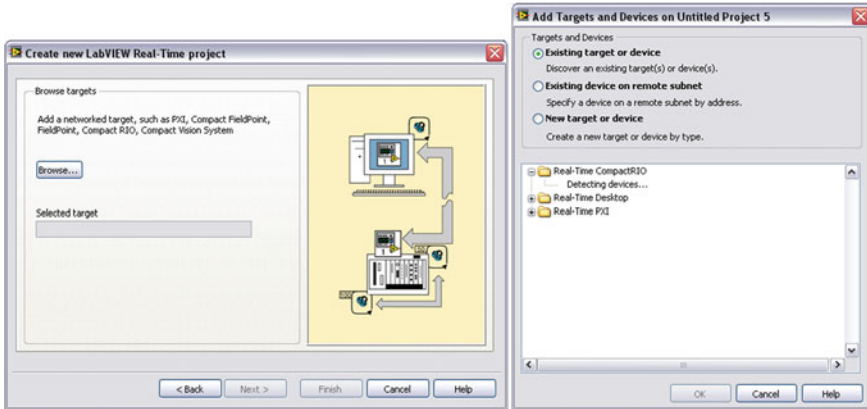 Create new LabVIEW Real-Time project
Browse targets
Add a networked target, such as PXI, Compact FieldPoint,
FieldPoint, Compact RIO, Compact Vision System
Browse...
Selected target
< Back
Next >
Finish
Cancel
Help
Add Targets and Devices on Untitled Project 5
Targets and Devices
Existing target or device
Discover an existing target(s) or device(s).
Existing device on remote subnet
Specify a device on a remote subnet by address.
New target or device
Create a new target or device by type.
Real-Time CompactRIO
Detecting devices...
Real-Time Desktop
Real-Time PXI
OK
Cancel
Help